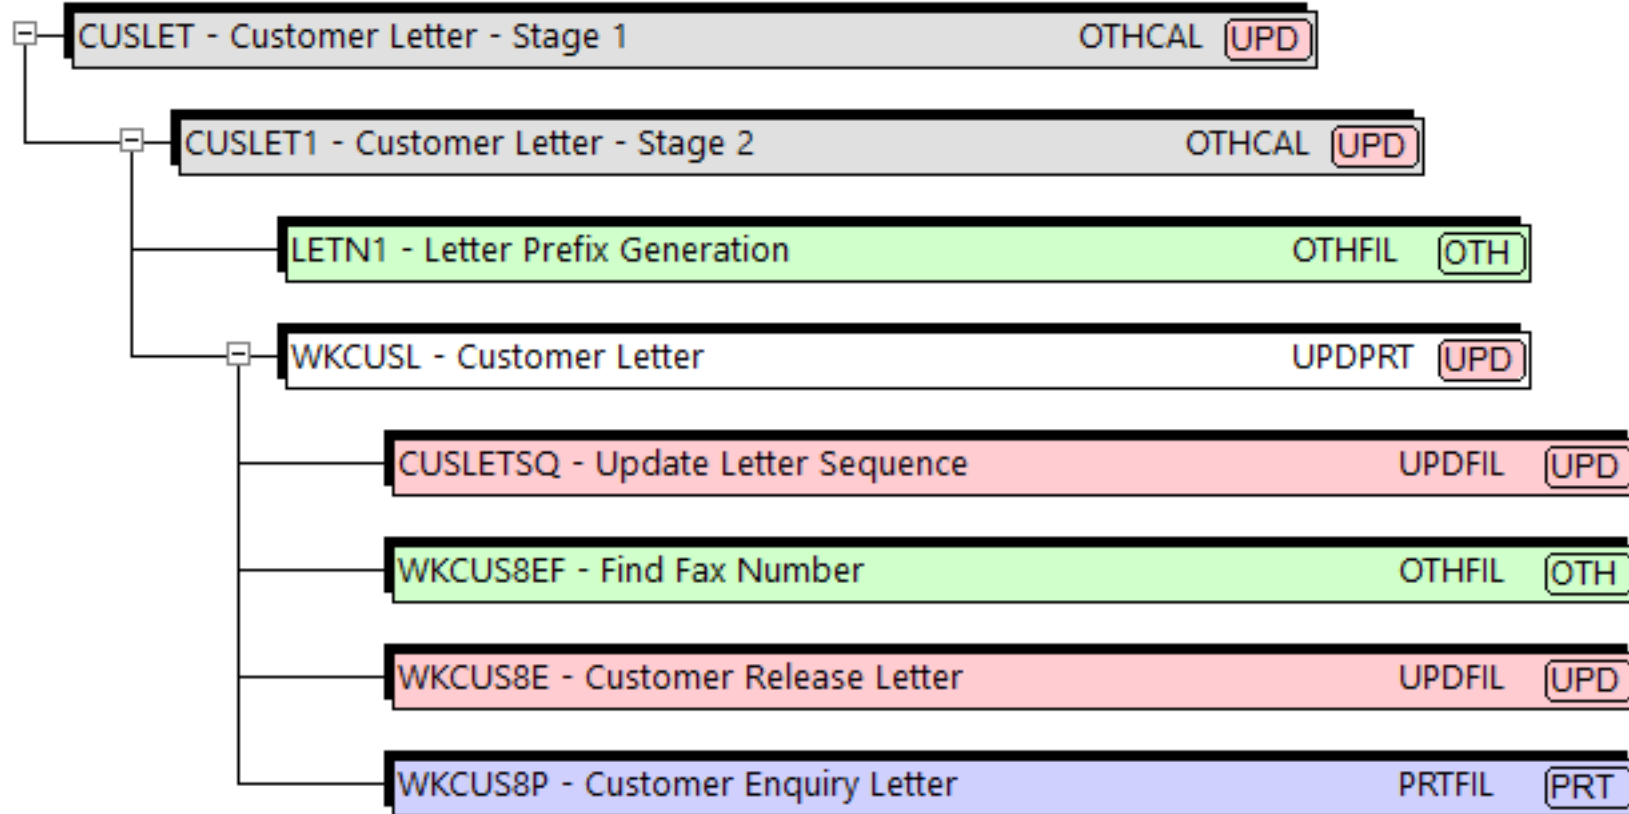 CUSLET - Customer Letter - Stage 1 OTHCAL UPD
CUSLET1 - Customer Letter - Stage 2 OTHCAL UPD
LETN1 - Letter Prefix Generation OTHFIL OTH
WKCUSL - Customer Letter UPDPRT UPD
CUSLETSQ - Update Letter Sequence UPDFIL UPD
WKCUS8EF - Find Fax Number OTHFIL OTH
WKCUS8E - Customer Release Letter UPDFIL UPD
WKCUS8P - Customer Enquiry Letter PRTFIL PRT